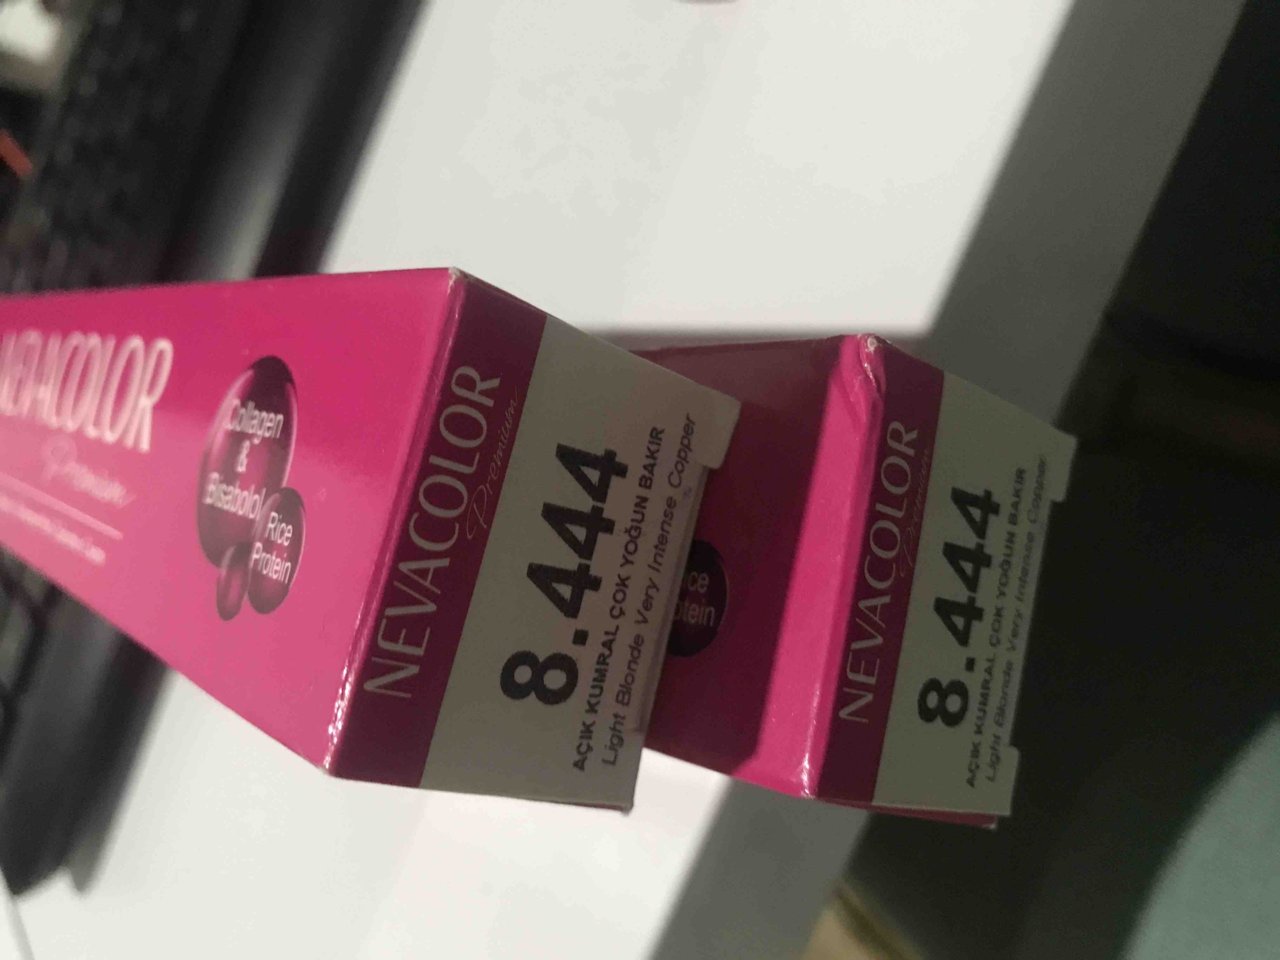 NEVACOLOR
Premium
Collagen
&
Bisabolol
Rice
Protein
NEVACOLOR
Premium
8.444
AÇIK KUMRAL ÇOK YOĞUN BAKIR
Light Blonde Very Intense Copper
NEVACOLOR
Premium
8.444
AÇIK KUMRAL ÇOK YOĞUN BAKIR
Light Blonde Very Intense Copper